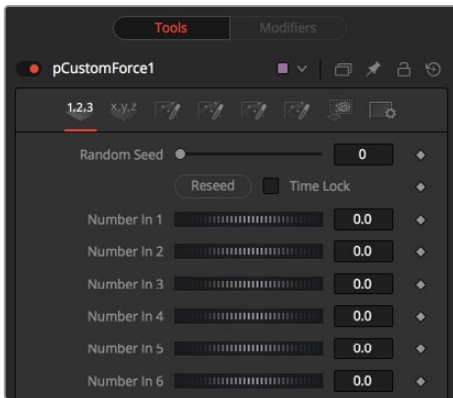 Tools Modifiers
pCustomForce1
1,2,3 x,y,z
Random Seed 0
Reseed Time Lock
Number In 1 0.0
Number In 2 0.0
Number In 3 0.0
Number In 4 0.0
Number In 5 0.0
Number In 6 0.0